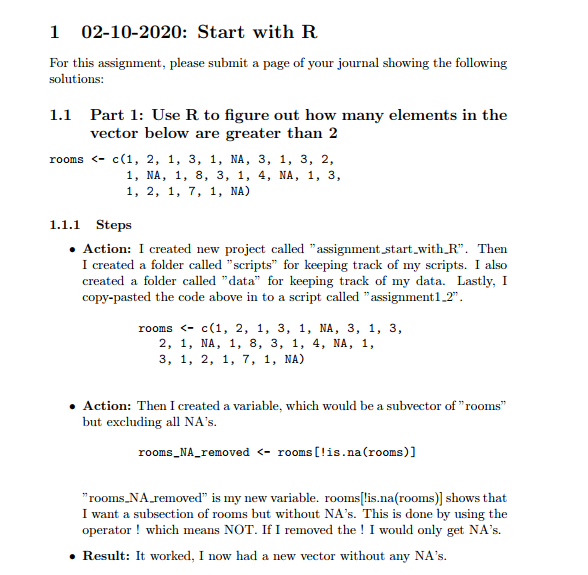 1 02-10-2020: Start with R
For this assignment, please submit a page of your journal showing the following
solutions:
1.1 Part 1: Use R to figure out how many elements in the
vector below are greater than 2
rooms <- c(1, 2, 1, 3, 1, NA, 3, 1, 3, 2,
1, NA, 1, 8, 3, 1, 4, NA, 1, 3,
1, 2, 1, 7, 1, NA)
1.1.1 Steps
• Action: I created new project called ”assignment_start_with_R”. Then
I created a folder called ”scripts” for keeping track of my scripts. I also
created a folder called ”data” for keeping track of my data. Lastly, I
copy-pasted the code above in to a script called ”assignment1_2”.
rooms <- c(1, 2, 1, 3, 1, NA, 3, 1, 3,
2, 1, NA, 1, 8, 3, 1, 4, NA, 1,
3, 1, 2, 1, 7, 1, NA)
• Action: Then I created a variable, which would be a subvector of ”rooms”
but excluding all NA’s.
rooms_NA_removed <- rooms[!is.na(rooms)]
”rooms_NA_removed” is my new variable. rooms[!is.na(rooms)] shows that
I want a subsection of rooms but without NA’s. This is done by using the
operator ! which means NOT. If I removed the ! I would only get NA’s.
• Result: It worked, I now had a new vector without any NA’s.